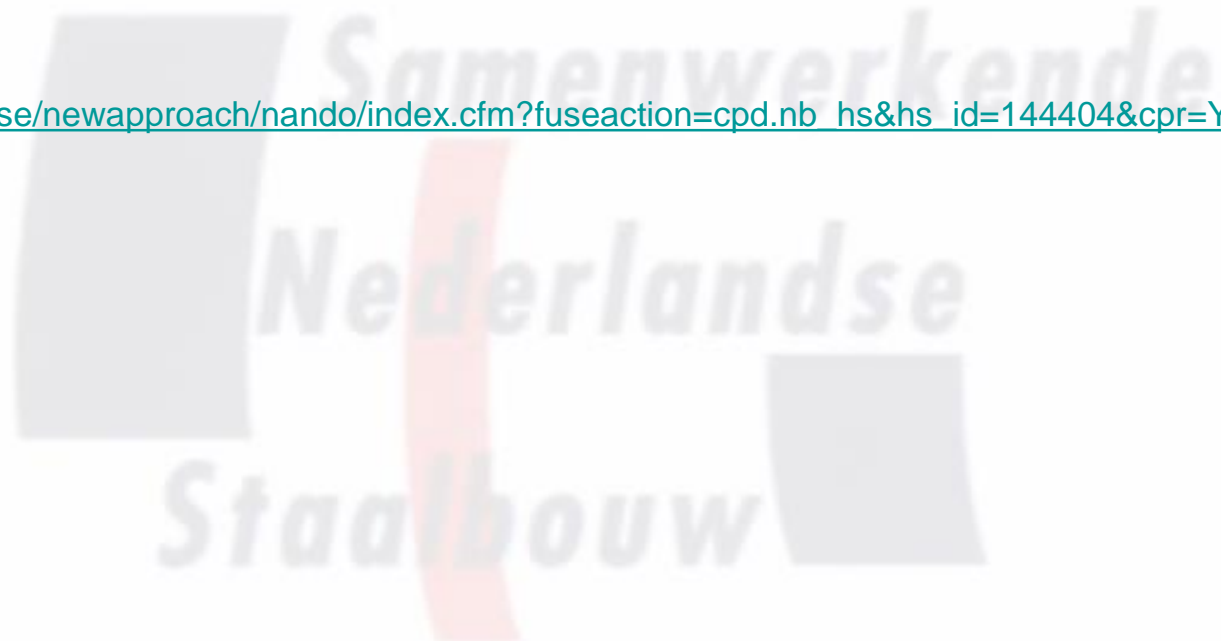 Samenwerkende
se/newapproach/nando/index.cfm?fuseaction=cpd.nb_hs&hs_id=144404&cpr=Y
Nederlandse
Staalbouw